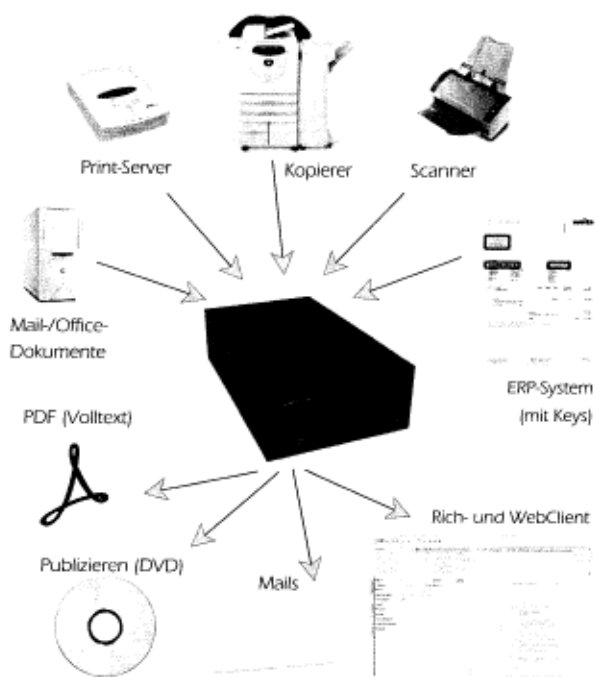 Print-Server
Kopierer
Scanner
Mail-/Office-
Dokumente
ERP-System
(mit Keys)
PDF (Volltext)
Rich- und WebClient
Publizieren (DVD)
Mails